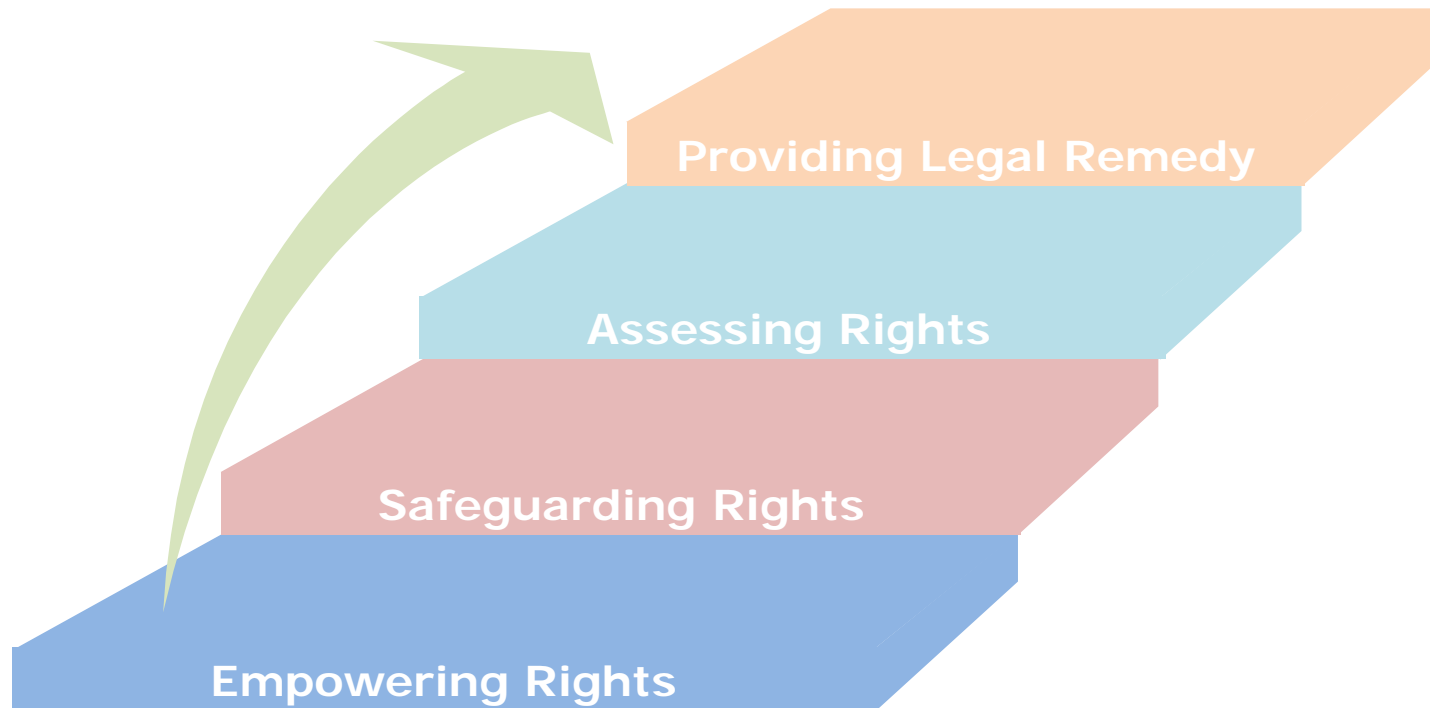 Providing Legal Remedy
Assessing Rights
Safeguarding Rights
Empowering Rights